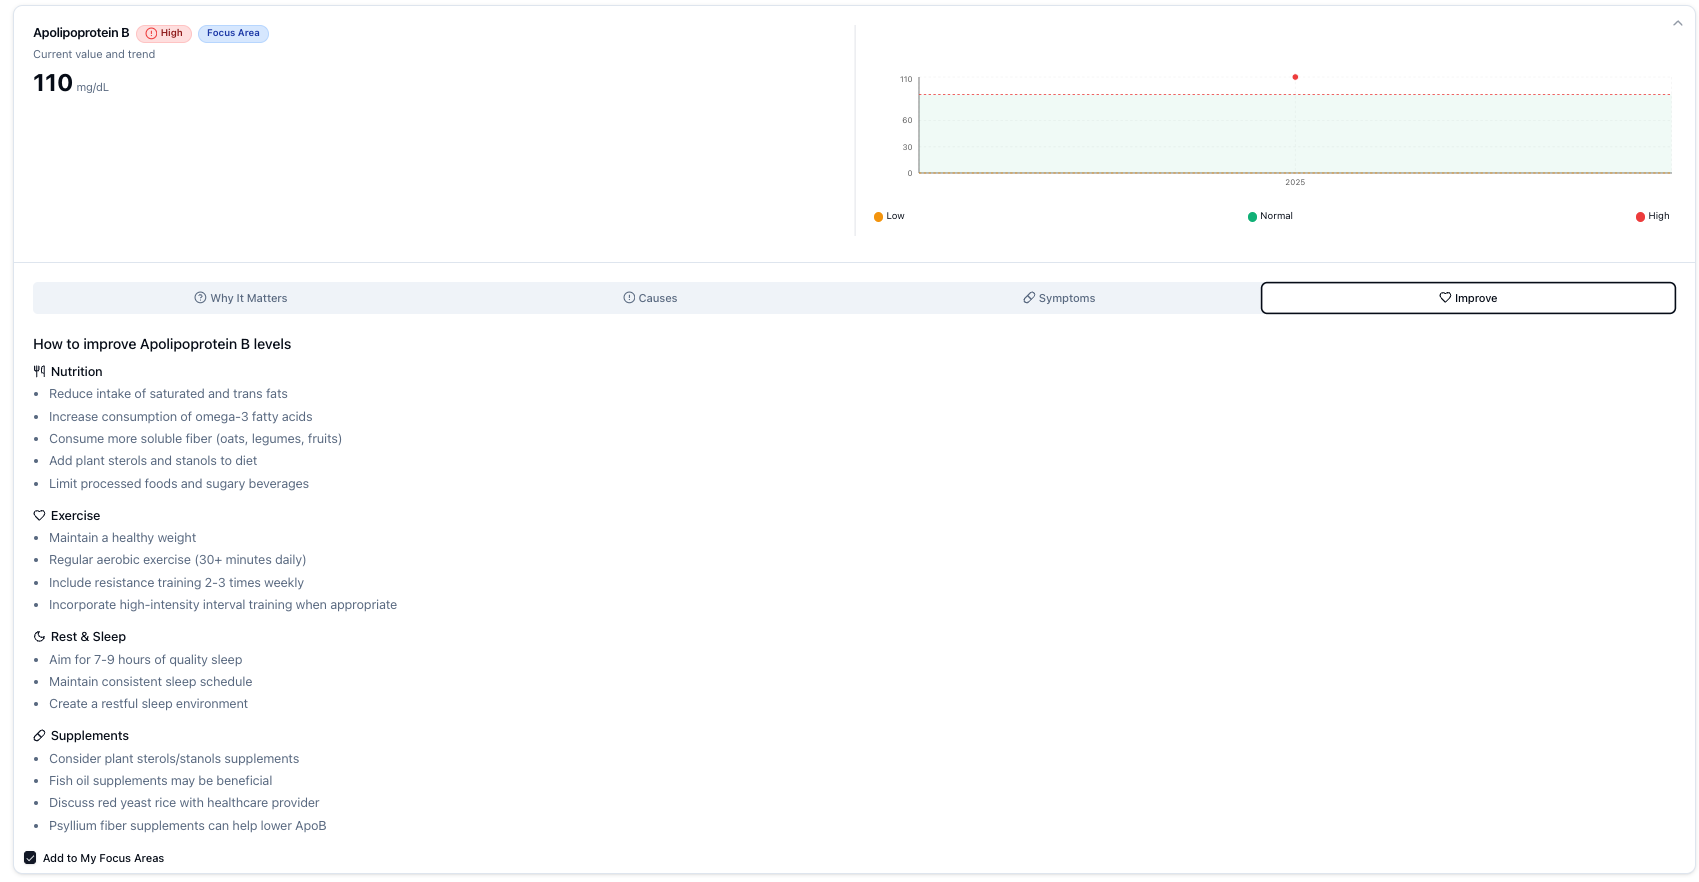 Apolipoprotein B High Focus Area
Current value and trend
110 mg/dL
110
60
30
0
2025
Low Normal High
Why It Matters Causes Symptoms Improve
How to improve Apolipoprotein B levels
Nutrition
Reduce intake of saturated and trans fats
Increase consumption of omega-3 fatty acids
Consume more soluble fiber (oats, legumes, fruits)
Add plant sterols and stanols to diet
Limit processed foods and sugary beverages
Exercise
Maintain a healthy weight
Regular aerobic exercise (30+ minutes daily)
Include resistance training 2-3 times weekly
Incorporate high-intensity interval training when appropriate
Rest & Sleep
Aim for 7-9 hours of quality sleep
Maintain consistent sleep schedule
Create a restful sleep environment
Supplements
Consider plant sterols/stanols supplements
Fish oil supplements may be beneficial
Discuss red yeast rice with healthcare provider
Psyllium fiber supplements can help lower ApoB
Add to My Focus Areas